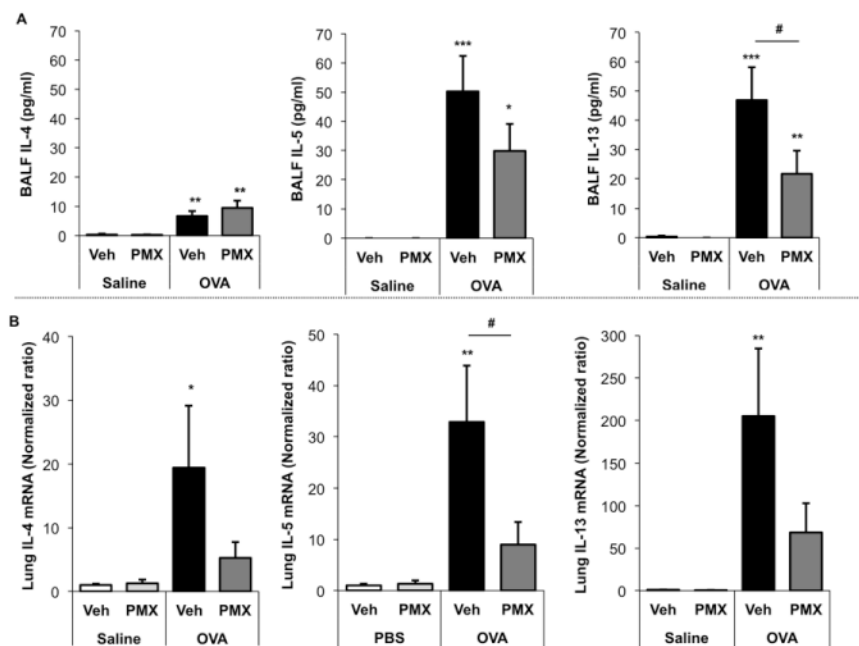 A
BALF IL-4 (pg/ml)
70
60
50
40
30
20
10
0
**
**
Veh PMX Veh PMX
Saline OVA
BALF IL-5 (pg/ml)
70
60
50
40
30
20
10
0
***
*
Veh PMX Veh PMX
Saline OVA
BALF IL-13 (pg/ml)
70
60
50
40
30
20
10
0
#
***
**
Veh PMX Veh PMX
Saline OVA
B
Lung IL-4 mRNA (Normalized ratio)
40
30
20
10
0
*
Veh PMX Veh PMX
Saline OVA
Lung IL-5 mRNA (Normalized ratio)
50
40
30
20
10
0
#
**
Veh PMX Veh PMX
PBS OVA
Lung IL-13 mRNA (Normalized ratio)
300
250
200
150
100
50
0
**
Veh PMX Veh PMX
Saline OVA